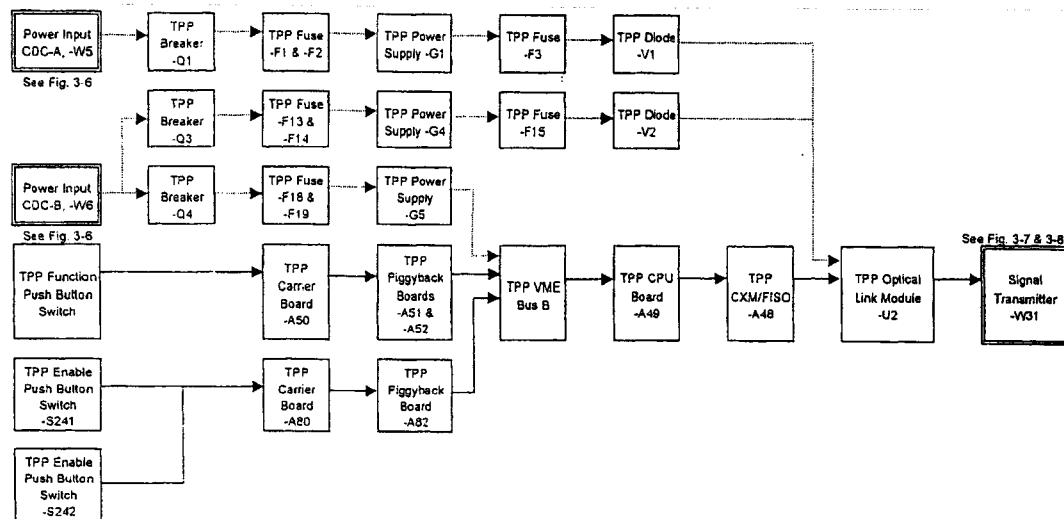 Power Input
CDC-A, -W5
See Fig. 3-6
TPP
Breaker
-Q1
TPP Fuse
-F1 & -F2
TPP Power
Supply -G1
TPP Fuse
-F3
TPP Diode
-V1
TPP
Breaker
-Q3
TPP Fuse
-F13 &
-F14
TPP Power
Supply -G4
TPP Fuse
-F15
TPP Diode
-V2
Power Input
CDC-B, -W6
See Fig. 3-6
TPP
Breaker
-Q4
TPP Fuse
-F18 &
-F19
TPP Power
Supply
-G5
TPP Function
Push Button
Switch
TPP
Carrier
Board
-A50
TPP
Piggyback
Boards
-A51 &
-A52
TPP VME
Bus B
TPP CPU
Board
-A49
TPP
CXM/FISO
-A48
TPP Optical
Link Module
-U2
See Fig. 3-7 & 3-8
Signal
Transmitter
-W31
TPP Enable
Push Button
Switch
-S241
TPP
Carrier
Board
-A80
TPP
Piggyback
Board
-A82
TPP Enable
Push Button
Switch
-S242